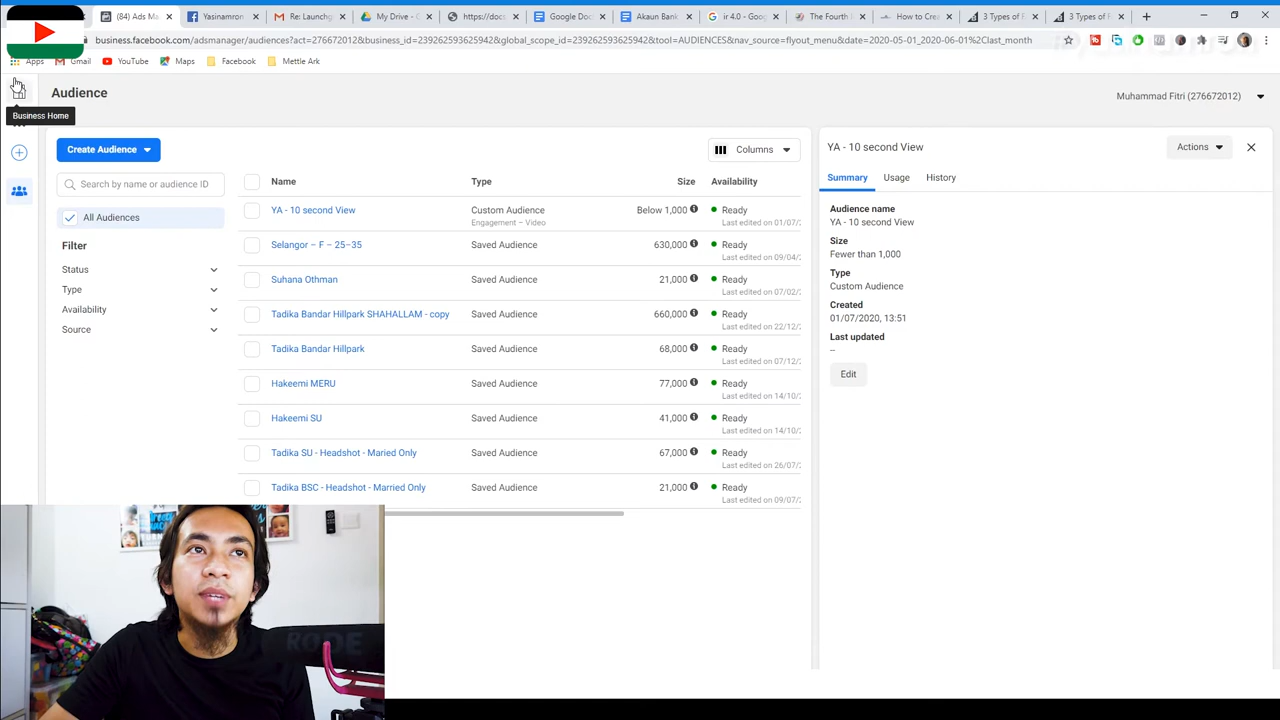 (84) Ads Ma
Yasinamron
Re: Launchg
My Drive - G
https://docs
Google Doc
Akaun Bank
ir 4.0 - Goog
The Fourth I
How to Crea
3 Types of F
3 Types of F
business.facebook.com/adsmanager/audiences?act=276672012&business_id=239262593625942&global_scope_id=239262593625942&tool=AUDIENCES&nav_source=flyout_menu&date=2020-05-01_2020-06-01%2Clast_month
Apps
Gmail
YouTube
Maps
Facebook
Mettle Ark
Audience
Muhammad Fitri (276672012)
Business Home
Create Audience
Columns
Search by name or audience ID
All Audiences
Filter
Status
Type
Availability
Source
Name Type Size Availability
YA - 10 second View Custom Audience Below 1,000 Ready
Engagement – Video Last edited on 01/07/2
Selangor – F – 25–35 Saved Audience 630,000 Ready
Last edited on 09/04/
Suhana Othman Saved Audience 21,000 Ready
Last edited on 07/02/
Tadika Bandar Hillpark SHAHALLAM - copy Saved Audience 660,000 Ready
Last edited on 22/12/
Tadika Bandar Hillpark Saved Audience 68,000 Ready
Last edited on 07/12/
Hakeemi MERU Saved Audience 77,000 Ready
Last edited on 14/10/
Hakeemi SU Saved Audience 41,000 Ready
Last edited on 14/10/
Tadika SU - Headshot - Maried Only Saved Audience 67,000 Ready
Last edited on 26/07/
Tadika BSC - Headshot - Married Only Saved Audience 21,000 Ready
Last edited on 09/07/
YA - 10 second View
Actions
Summary
Usage
History
Audience name
YA - 10 second View
Size
Fewer than 1,000
Type
Custom Audience
Created
01/07/2020, 13:51
Last updated
–
Edit
RODE